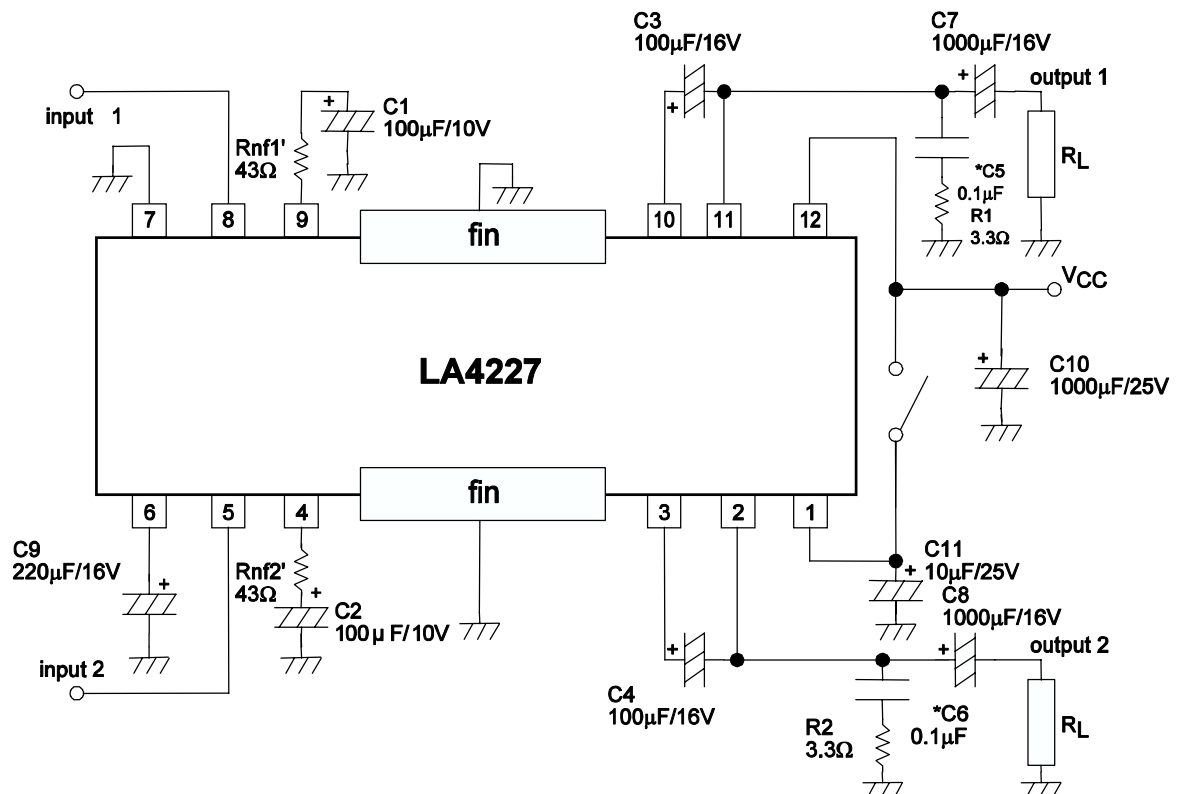 C3
100μF/16V
C7
1000μF/16V
output 1
input 1
C1
100μF/10V
Rnf1'
43Ω
*C5
0.1μF
R1
3.3Ω
RL
7
8
9
fin
10
11
12
VCC
LA4227
C10
1000μF/25V
6
5
4
fin
3
2
1
C9
220μF/16V
Rnf2'
43Ω
C2
100μ F/10V
C11
10μF/25V
C8
1000μF/16V
input 2
output 2
C4
100μF/16V
R2
3.3Ω
*C6
0.1μF
RL